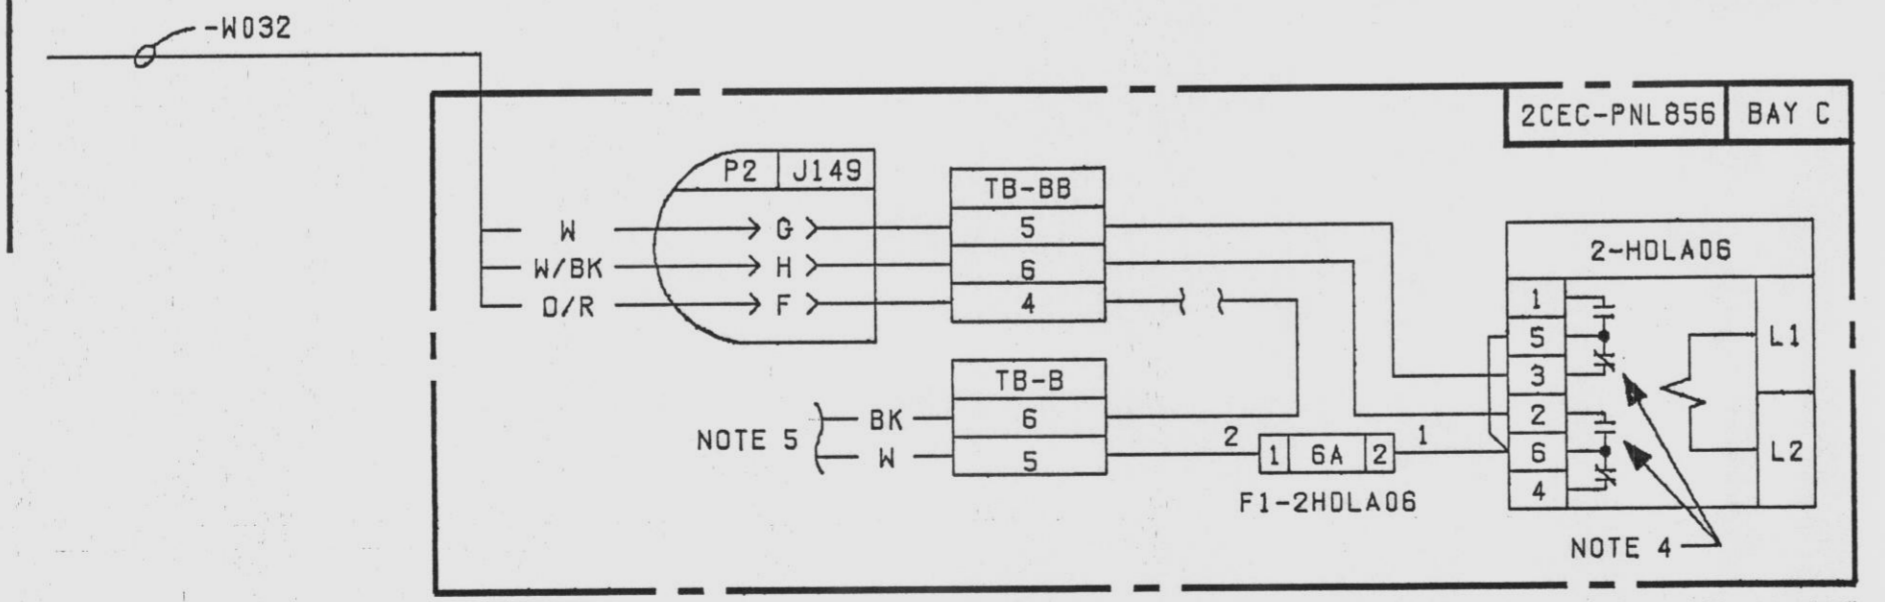 -W032
2CEC-PNL856 BAY C
P2 J149
TB-BB
W G 5
W/BK H 6
O/R F 4
2-HDLA06
1
5
3
2
6
4
L1
L2
TB-B
NOTE 5
BK 6
W 5
2
1 6A 2
1
F1-2HDLA06
NOTE 4